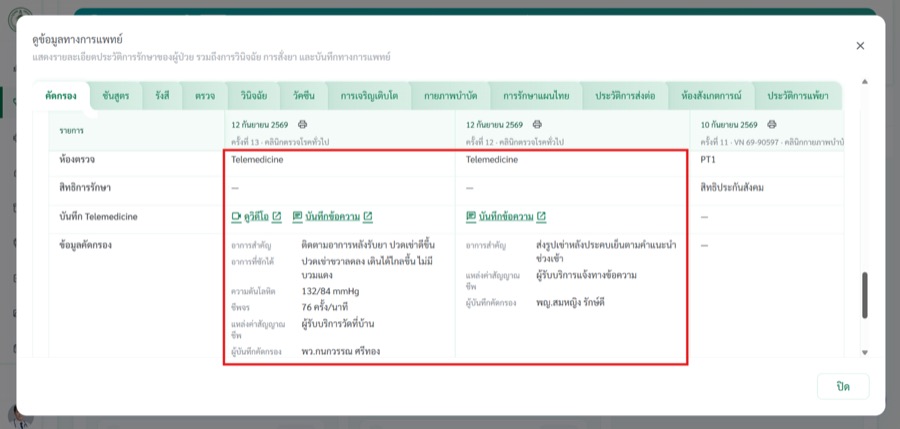 ดูข้อมูลทางการแพทย์
แสดงรายละเอียดประวัติการรักษาของผู้ป่วย รวมถึงการวินิจฉัย การสั่งยา และบันทึกทางการแพทย์
คัดกรอง ชันสูตร รังสี ตรวจ วินิจฉัย วัคซีน การเจริญเติบโต กายภาพบำบัด การรักษาแผนไทย ประวัติการส่งต่อ ห้องสังเกตการณ์ ประวัติการแพ้ยา
รายการ 12 กันยายน 2569 12 กันยายน 2569 10 กันยายน 2569
ครั้งที่ 13 · คลินิกตรวจโรคทั่วไป ครั้งที่ 12 · คลินิกตรวจโรคทั่วไป ครั้งที่ 11 · VN 69-90597 · คลินิกกายภาพบำบั
ห้องตรวจ Telemedicine Telemedicine PT1
สิทธิการรักษา — — สิทธิประกันสังคม
บันทึก Telemedicine ดูวิดีโอ บันทึกข้อความ บันทึกข้อความ —
ข้อมูลคัดกรอง —
อาการสำคัญ ติดตามอาการหลังรับยา ปวดเข่าดีขึ้น
อาการที่ซักได้ ปวดเข่าขวาลดลง เดินได้ไกลขึ้น ไม่มี
บวมแดง
ความดันโลหิต 132/84 mmHg
ชีพจร 76 ครั้ง/นาที
แหล่งค่าสัญญาณ ผู้รับบริการวัดที่บ้าน
ชีพ
ผู้บันทึกคัดกรอง พว.กนกวรรณ ศรีทอง
อาการสำคัญ ส่งรูปเข่าหลังประคบเย็นตามคำแนะนำ
ช่วงเช้า
แหล่งค่าสัญญาณ ผู้รับบริการแจ้งทางข้อความ
ชีพ
ผู้บันทึกคัดกรอง พญ.สมหญิง รักษ์ดี
ปิด